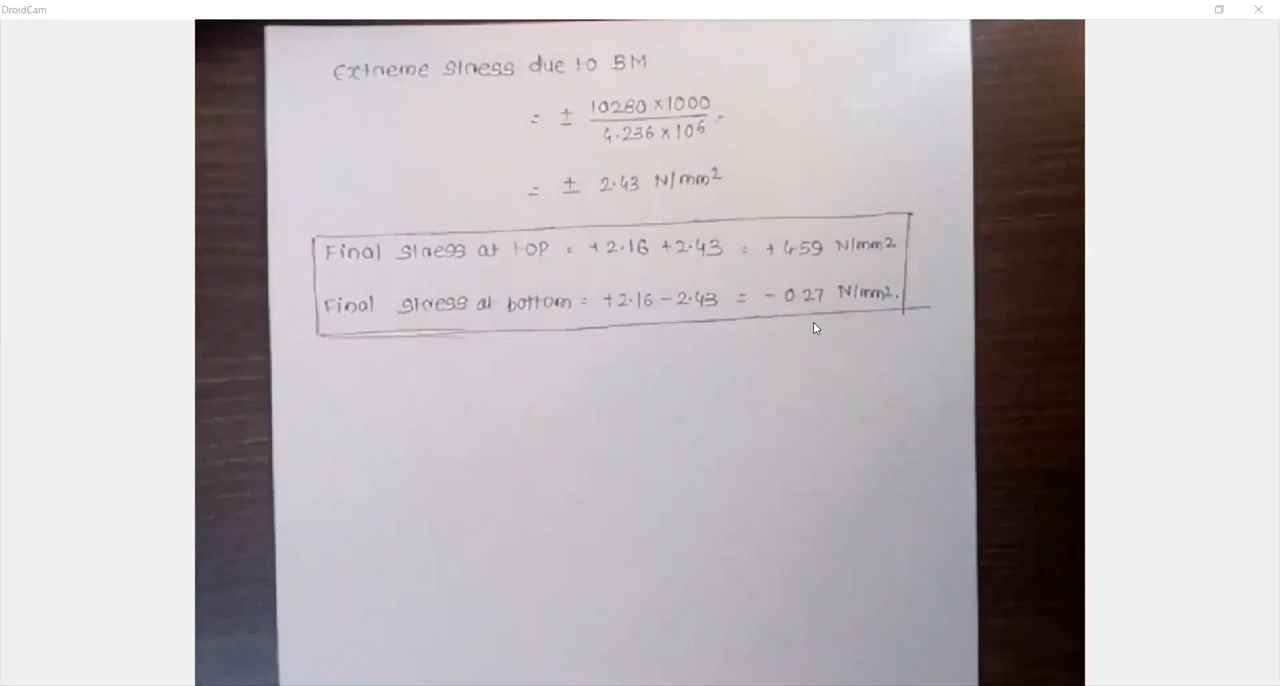 DroidCam
Extreme stress due to BM
= ± 10280 × 1000 / 4.236 × 106
= ± 2.43 N/mm2
Final stress at top = +2.16 +2.43 = +4.59 N/mm2
Final stress at bottom = +2.16 - 2.43 = - 0.27 N/mm2.